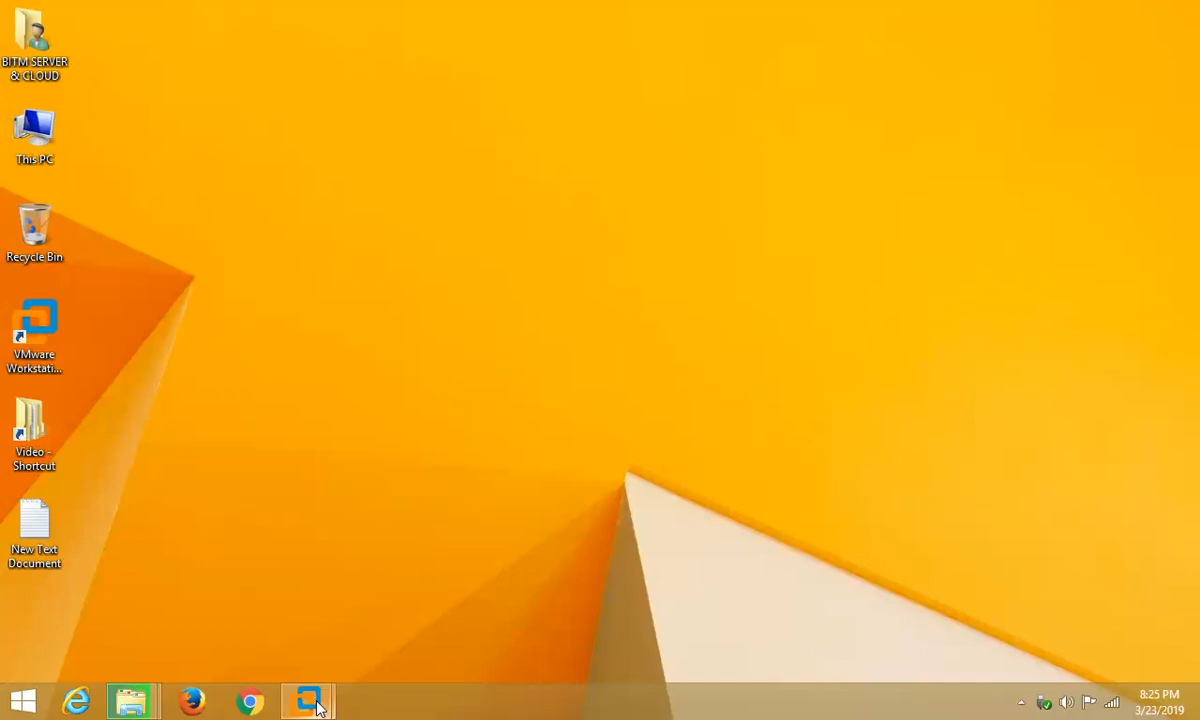 BITM SERVER
& CLOUD
This PC
Recycle Bin
VMware
Workstati...
Video -
Shortcut
New Text
Document
8:25 PM
3/23/2019